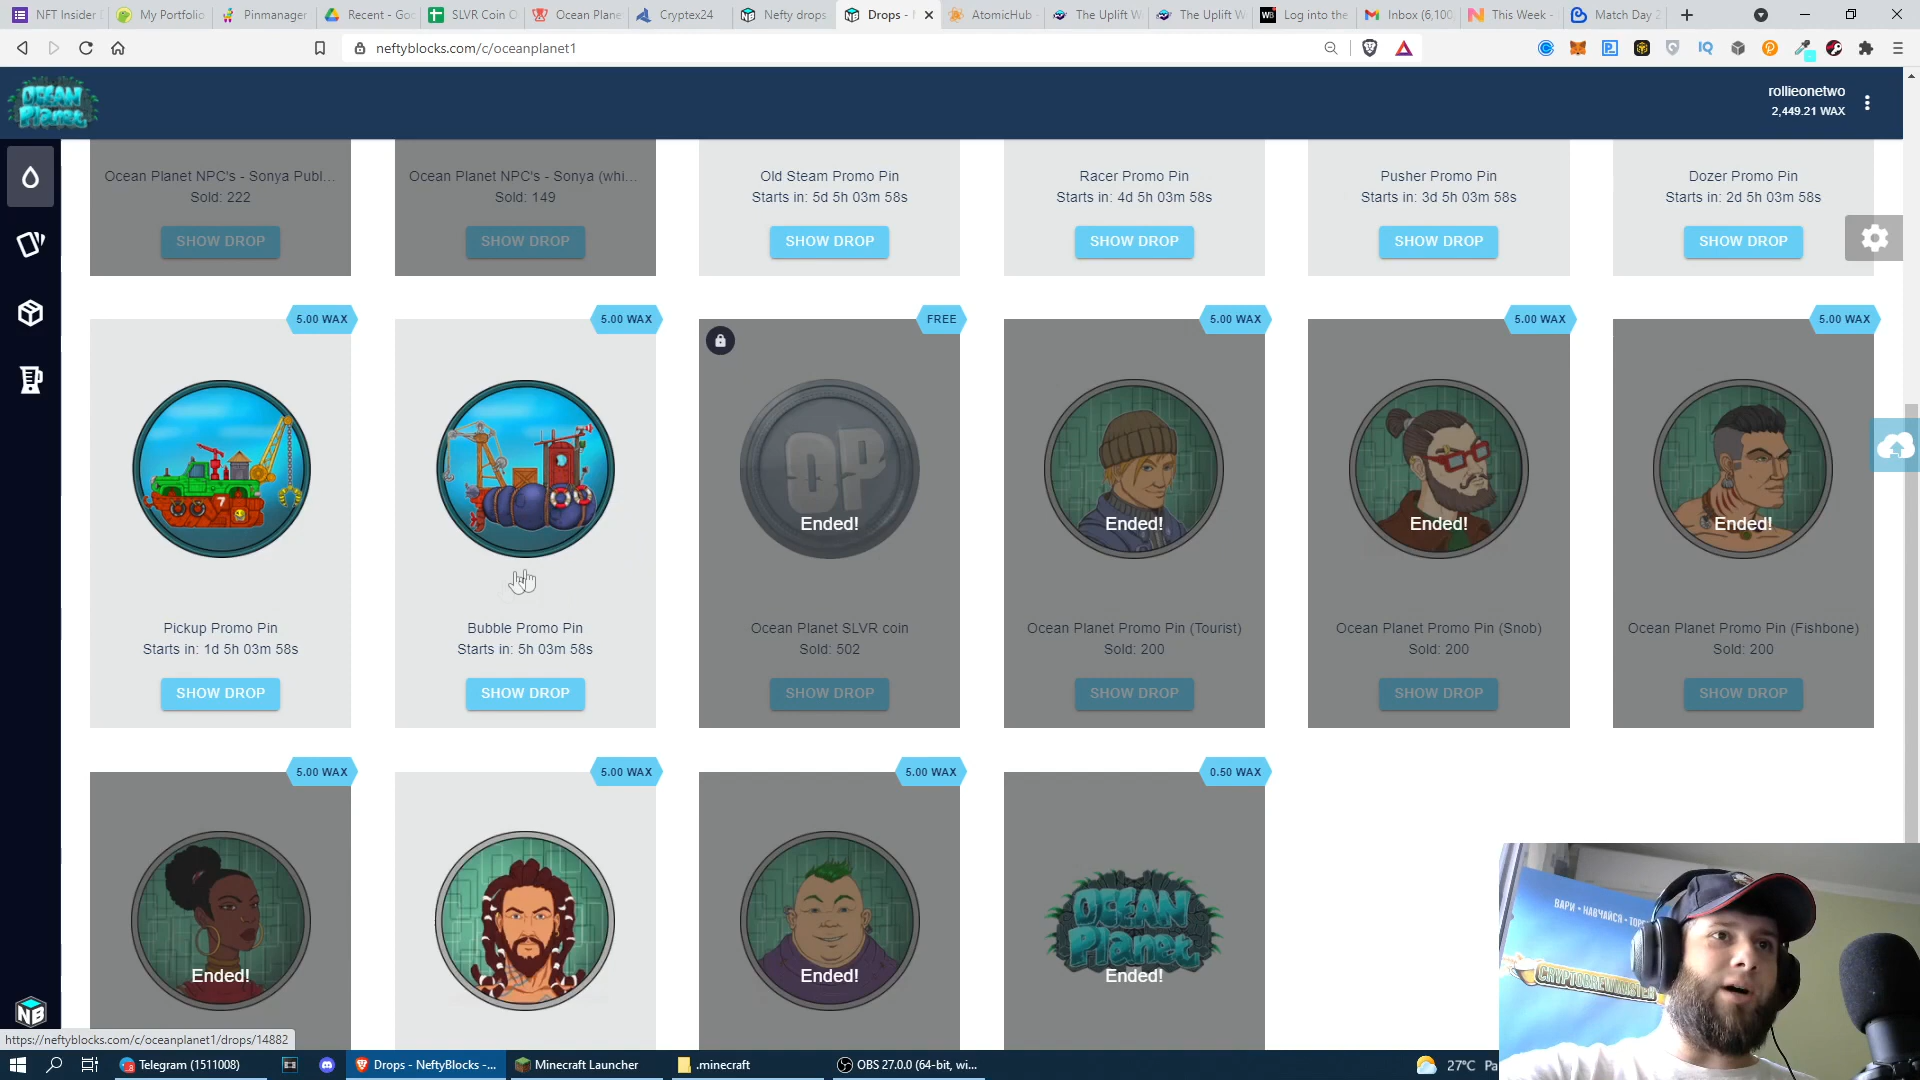 NFT Insider
My Portfolio
Pinmanager
Recent - Goo
SLVR Coin O
Ocean Plane
Cryptex24
Nefty drops
Drops -
AtomicHub
The Uplift W
The Uplift W
Log into the
Inbox (6,100
This Week -
Match Day 2
neftyblocks.com/c/oceanplanet1
OCEAN
Planet
rollieonetwo
2,449.21 WAX
Ocean Planet NPC's - Sonya Publ...
Sold: 222
SHOW DROP
Ocean Planet NPC's - Sonya (whi...
Sold: 149
SHOW DROP
Old Steam Promo Pin
Starts in: 5d 5h 03m 58s
SHOW DROP
Racer Promo Pin
Starts in: 4d 5h 03m 58s
SHOW DROP
Pusher Promo Pin
Starts in: 3d 5h 03m 58s
SHOW DROP
Dozer Promo Pin
Starts in: 2d 5h 03m 58s
SHOW DROP
5.00 WAX
7
Pickup Promo Pin
Starts in: 1d 5h 03m 58s
SHOW DROP
5.00 WAX
Bubble Promo Pin
Starts in: 5h 03m 58s
SHOW DROP
FREE
OP
Ended!
Ocean Planet SLVR coin
Sold: 502
SHOW DROP
5.00 WAX
Ended!
Ocean Planet Promo Pin (Tourist)
Sold: 200
SHOW DROP
5.00 WAX
Ended!
Ocean Planet Promo Pin (Snob)
Sold: 200
SHOW DROP
5.00 WAX
Ended!
Ocean Planet Promo Pin (Fishbone)
Sold: 200
SHOW DROP
5.00 WAX
Ended!
5.00 WAX
5.00 WAX
Ended!
0.50 WAX
OCEAN
Planet
Ended!
ВАРИ • НАВЧАЙСЯ • ТОР
CRYPTOBREWMASTER
NB
https://neftyblocks.com/c/oceanplanet1/drops/14882
Telegram (1511008)
Drops - NeftyBlocks -...
Minecraft Launcher
.minecraft
OBS 27.0.0 (64-bit, wi...
27°C Pa